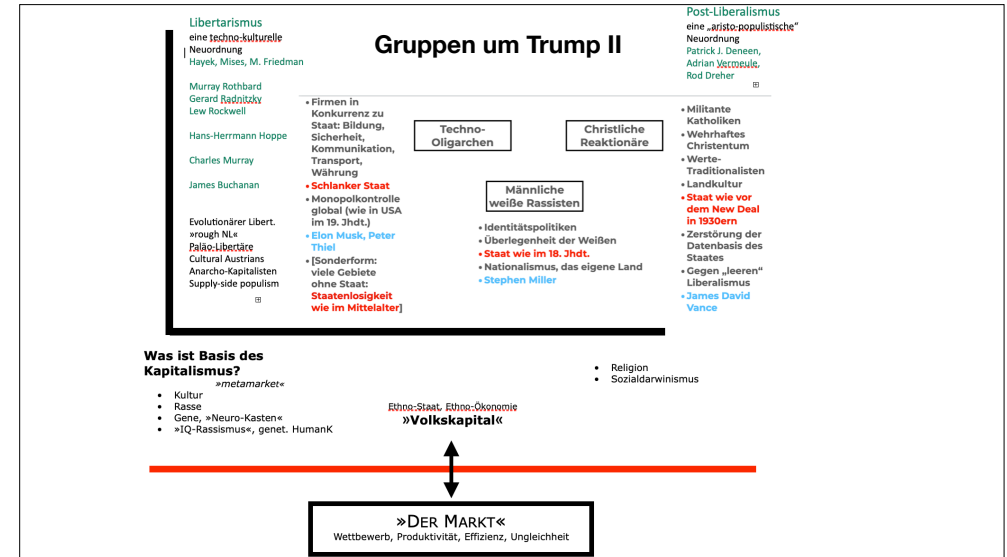 Libertarismus
eine techno-kulturelle
Neuordnung
Hayek, Mises, M. Friedman
Murray Rothbard
Gerard Radnitzky
Lew Rockwell
Hans-Herrmann Hoppe
Charles Murray
James Buchanan
Evolutionärer Libert.
»rough NL«
Paläo-Libertäre
Cultural Austrians
Anarcho-Kapitalisten
Supply-side populism
Gruppen um Trump II
Post-Liberalismus
eine „aristo-populistische“
Neuordnung
Patrick J. Deneen,
Adrian Vermeule,
Rod Dreher
• Firmen in
Konkurrenz zu
Staat: Bildung,
Sicherheit,
Kommunikation,
Transport,
Währung
• Schlanker Staat
• Monopolkontrolle
global (wie in USA
im 19. Jhdt.)
• Elon Musk, Peter
Thiel
• [Sonderform:
viele Gebiete
ohne Staat:
Staatenlosigkeit
wie im Mittelalter]
Techno-
Oligarchen
Christliche
Reaktionäre
Männliche
weiße Rassisten
• Identitätspolitiken
• Überlegenheit der Weißen
• Staat wie im 18. Jhdt.
• Nationalismus, das eigene Land
• Stephen Miller
• Militante
Katholiken
• Wehrhaftes
Christentum
• Werte-
Traditionalisten
• Landkultur
• Staat wie vor
dem New Deal
in 1930ern
• Zerstörung der
Datenbasis des
Staates
• Gegen „leeren“
Liberalismus
• James David
Vance
Was ist Basis des
Kapitalismus?
»metamarket«
• Kultur
• Rasse
• Gene, »Neuro-Kasten«
• »IQ-Rassismus«, genet. HumanK
Ethno-Staat, Ethno-Ökonomie
»Volkskapital«
• Religion
• Sozialdarwinismus
»DER MARKT«
Wettbewerb, Produktivität, Effizienz, Ungleichheit